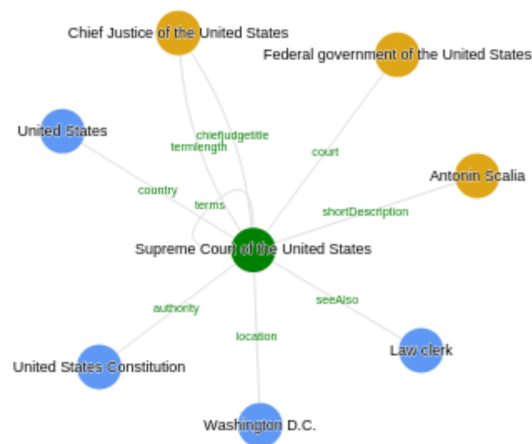 Chief Justice of the United States
Federal government of the United States
United States
chiefjudgetitle
termlength
court
Antonin Scalia
country
terms
shortDescription
Supreme Court of the United States
authority
seeAlso
location
Law clerk
United States Constitution
Washington D.C.